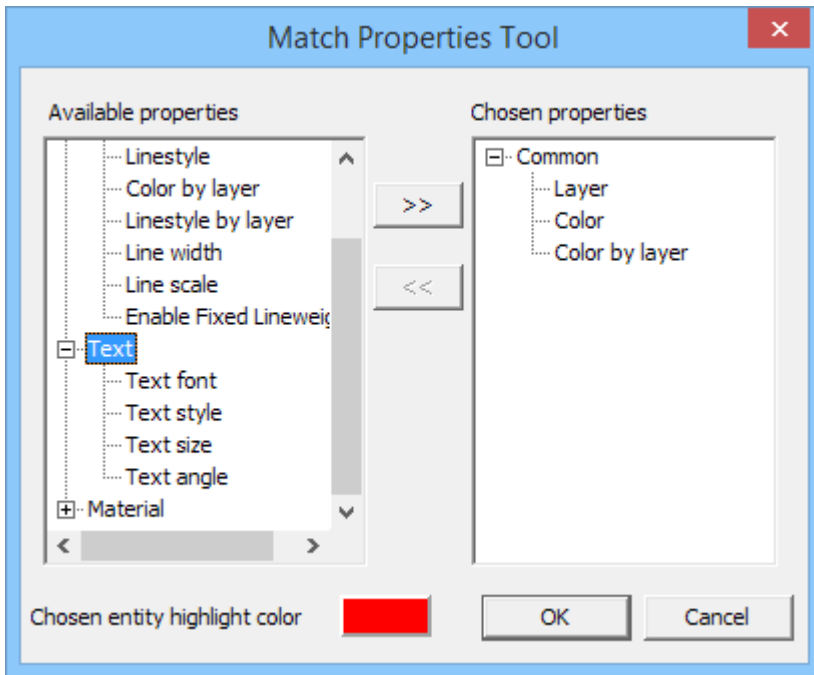 Match Properties Tool
Available properties
Linestyle
Color by layer
Linestyle by layer
Line width
Line scale
Enable Fixed Lineweig
Text
Text font
Text style
Text size
Text angle
Material
>>
<<
Chosen properties
Common
Layer
Color
Color by layer
Chosen entity highlight color
OK
Cancel